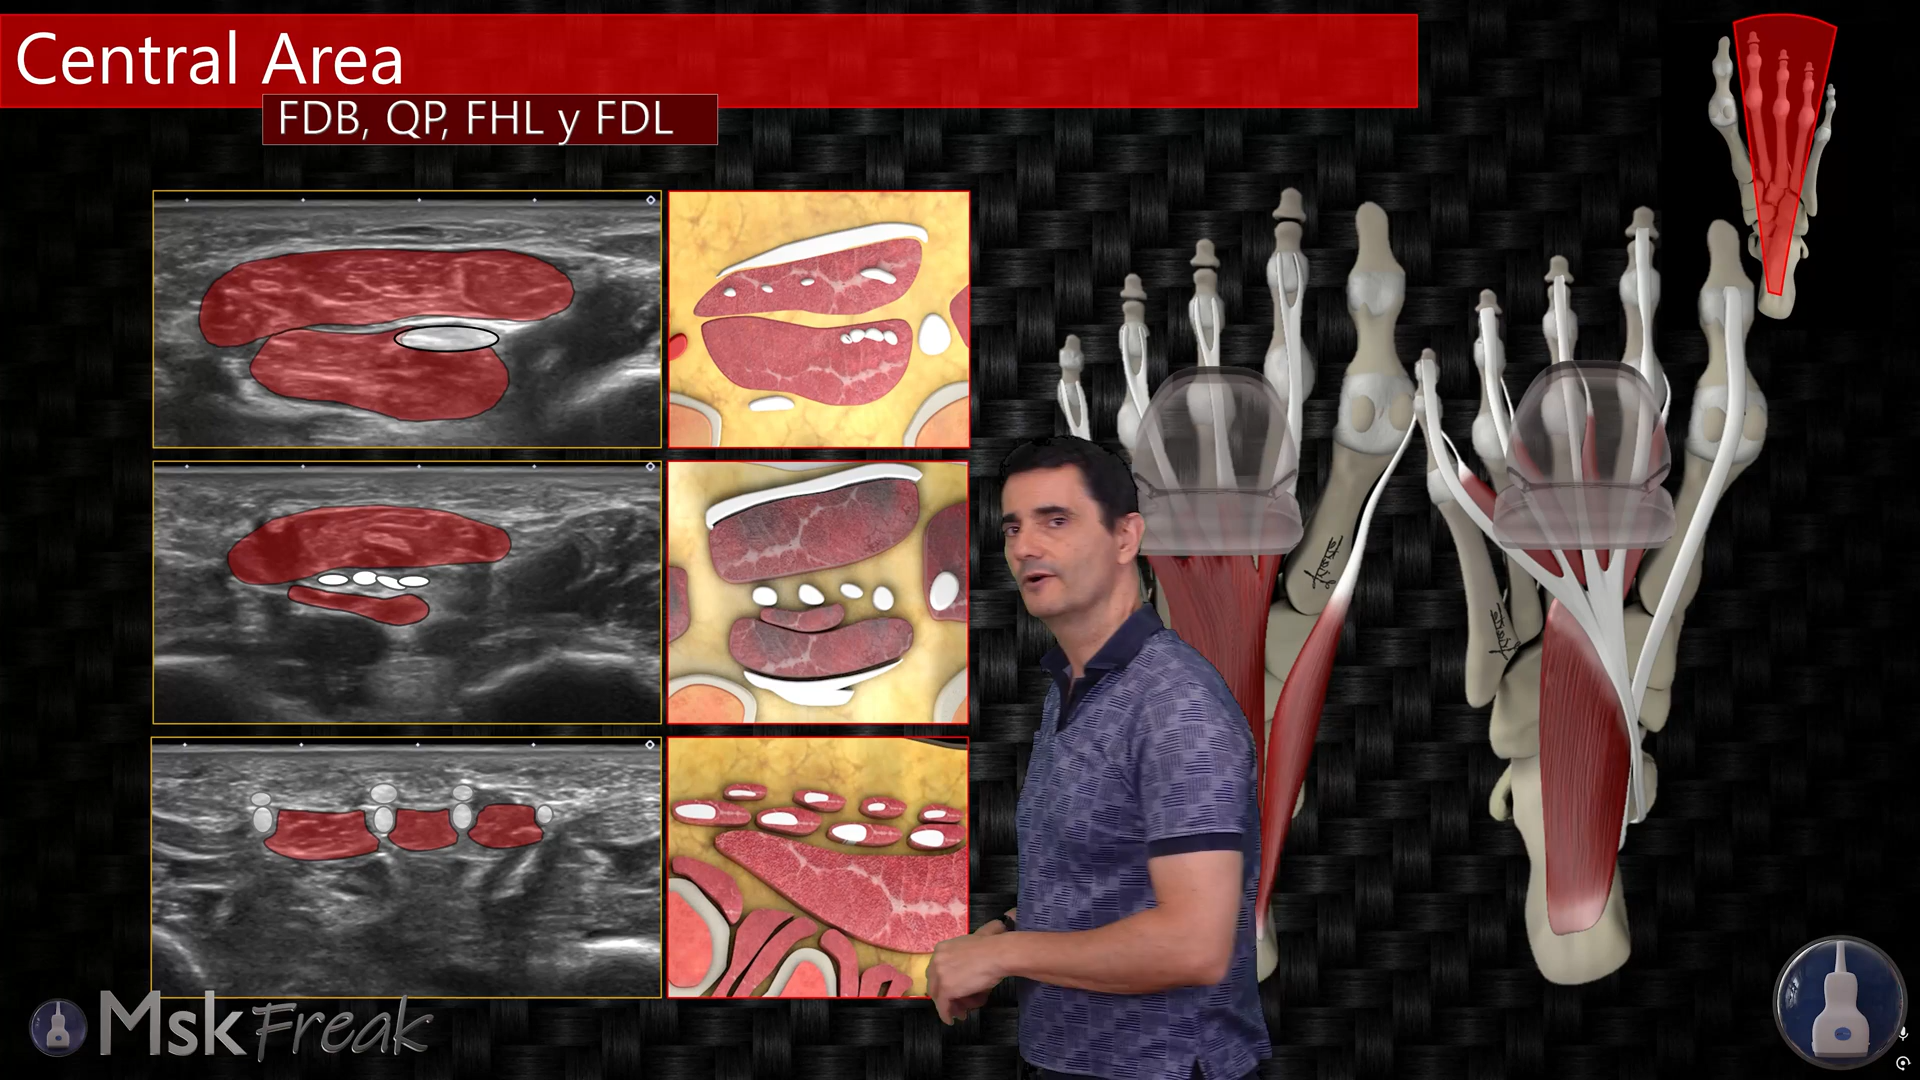 Central Area
FDB, QP, FHL y FDL
MskFreak